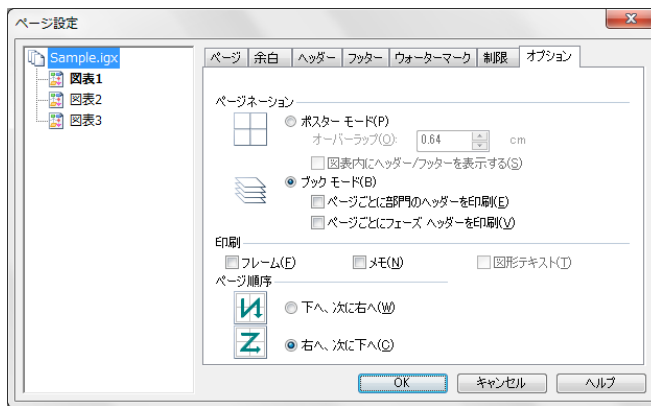 ページ設定
Sample.igx
図表1
図表2
図表3
ページ 余白 ヘッダー フッター ウォーターマーク 制限 オプション
ページネーション
ポスター モード(P)
オーバーラップ(O): 0.64 cm
図表内にヘッダー/フッターを表示する(S)
ブック モード(B)
ページごとに部門のヘッダーを印刷(E)
ページごとにフェーズ ヘッダーを印刷(V)
印刷
フレーム(F) メモ(N) 図形テキスト(T)
ページ順序
下へ、次に右へ(W)
右へ、次に下へ(C)
OK キャンセル ヘルプ